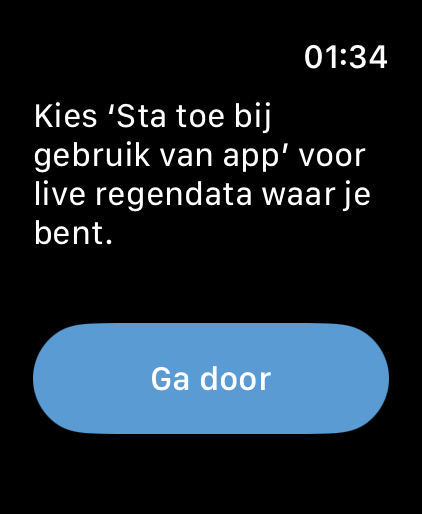 01:34
Kies ‘Sta toe bij
gebruik van app’ voor
live regendata waar je
bent.
Ga door